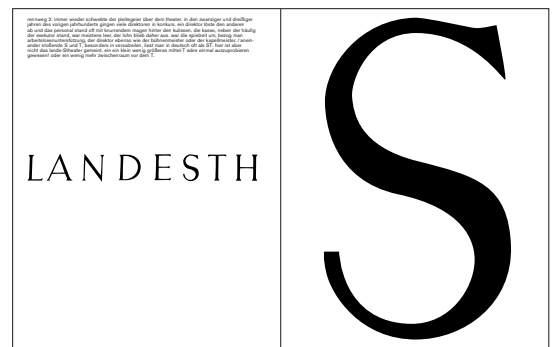 rennweg 2: immer wieder schwebte der pleitegeier über dem theater. in den zwanziger und dreißiger
jahren des vorigen jahrhunderts gingen viele direktoren in konkurs. ein direktor löste den anderen
ab und das personal stand oft mit knurrendem magen hinter den kulissen. die kasse, neben der häufig
der exekutor stand, war meistens leer, der lohn blieb daher aus. war die spielzeit um, bezog man
arbeitslosenunterstützung, der direktor ebenso wie der bühnenmeister oder der kapellmeister. / anein-
ander stoßende S und T, besonders in versalzeilen, liest man in deutsch oft als ST. hier ist aber
nicht das lande-Stheater gemeint. ein ein klein wenig größeres mittel-T wäre einmal auszuprobieren
gewesen? oder ein wenig mehr zwischenraum vor dem T.
LANDESTH
S